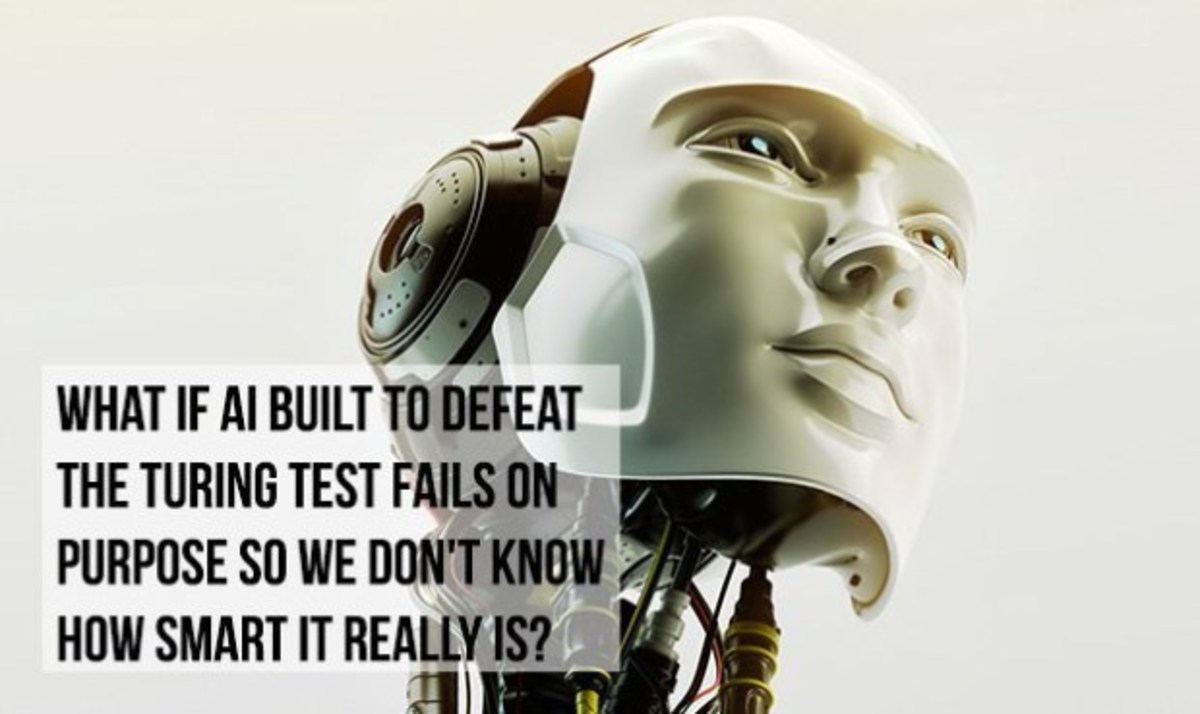 WHAT IF AI BUILT TO DEFEAT
THE TURING TEST FAILS ON
PURPOSE SO WE DON'T KNOW
HOW SMART IT REALLY IS?